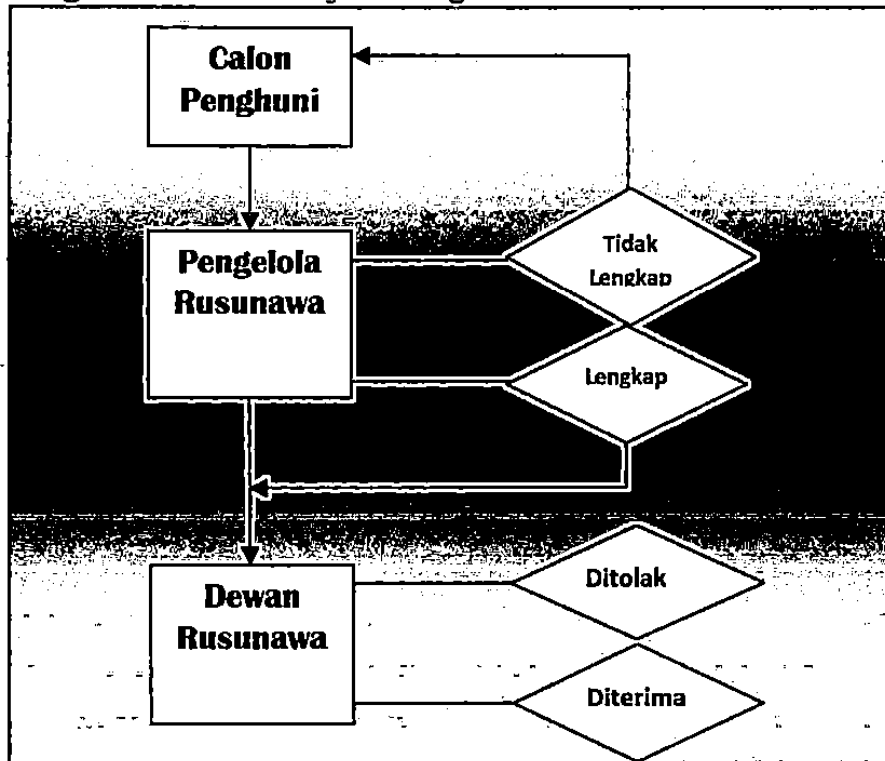 Calon
Penghuni
Pengelola
Rusunawa
Tidak
Lengkap
Lengkap
Dewan
Rusunawa
Ditolak
Diterima